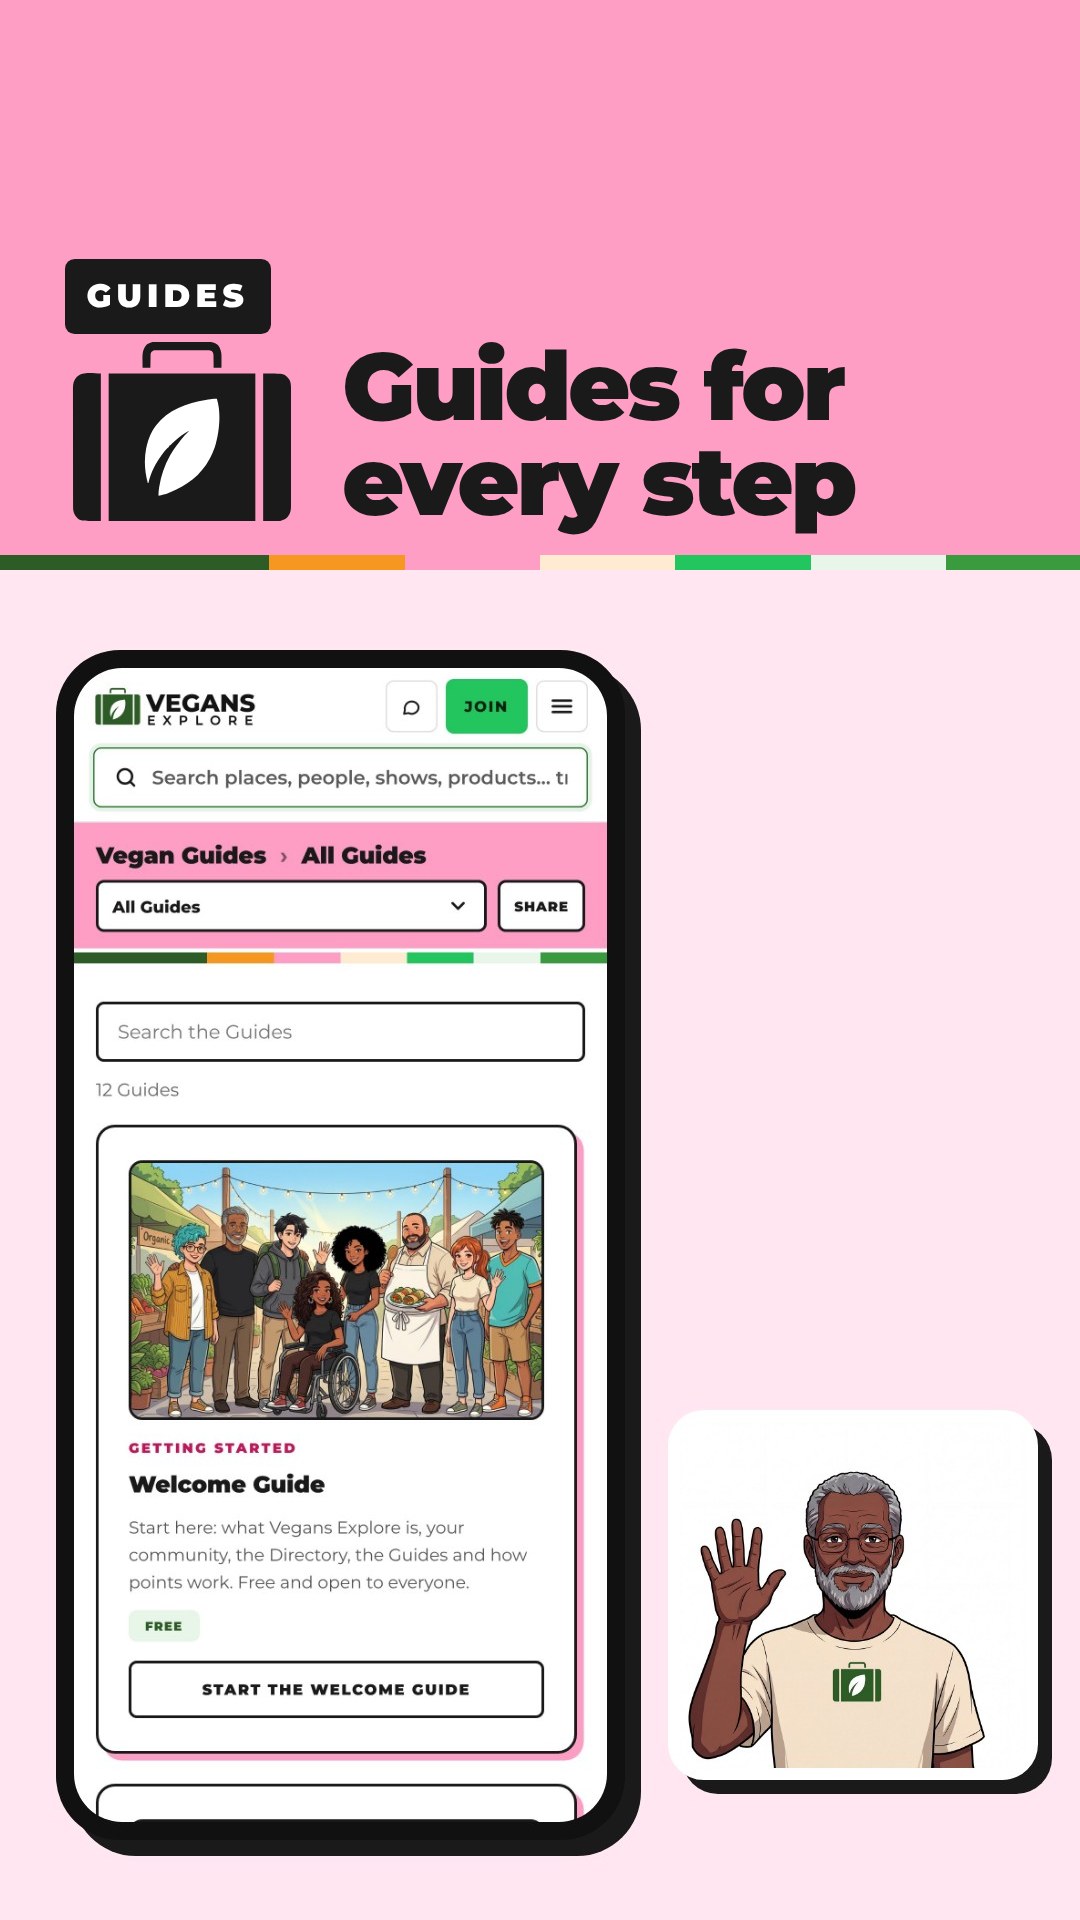 GUIDES
Guides for
every step
VEGANS
EXPLORE
JOIN
Search places, people, shows, products...
Vegan Guides › All Guides
All Guides
SHARE
Search the Guides
12 Guides
Organic
GETTING STARTED
Welcome Guide
Start here: what Vegans Explore is, your
community, the Directory, the Guides and how
points work. Free and open to everyone.
FREE
START THE WELCOME GUIDE